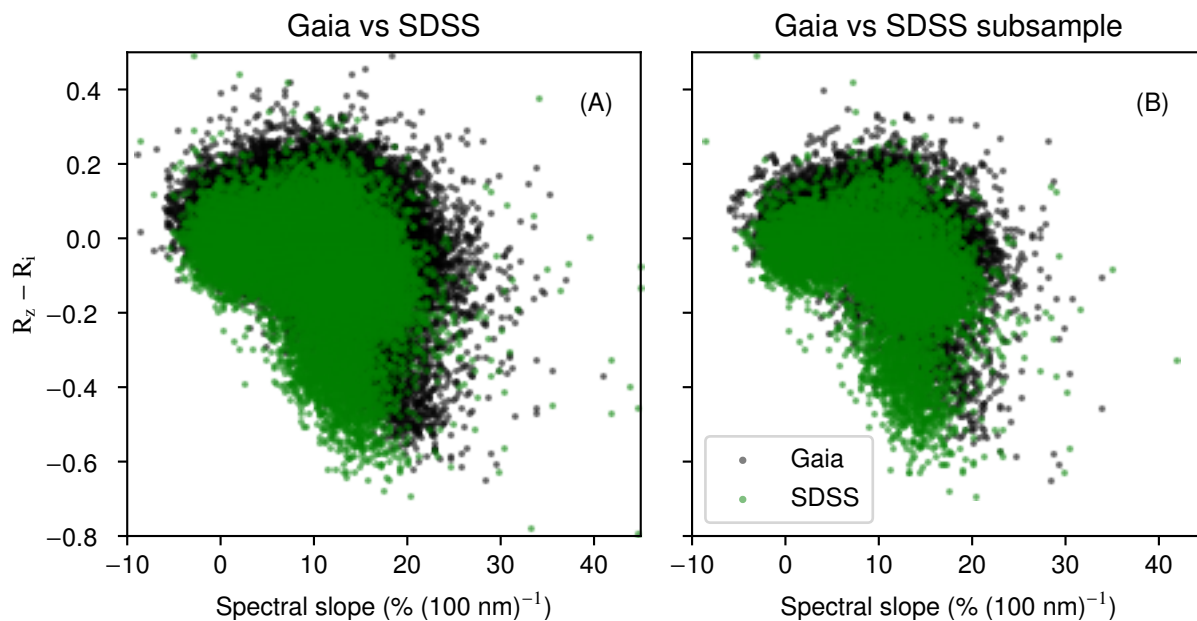 Gaia vs SDSS
Gaia vs SDSS subsample
(A)
(B)
0.4
0.2
0.0
−0.2
−0.4
−0.6
−0.8
R_z − R_i
Gaia
SDSS
−10 0 10 20 30 40
−10 0 10 20 30 40
Spectral slope (% (100 nm)⁻¹
Spectral slope (% (100 nm)⁻¹